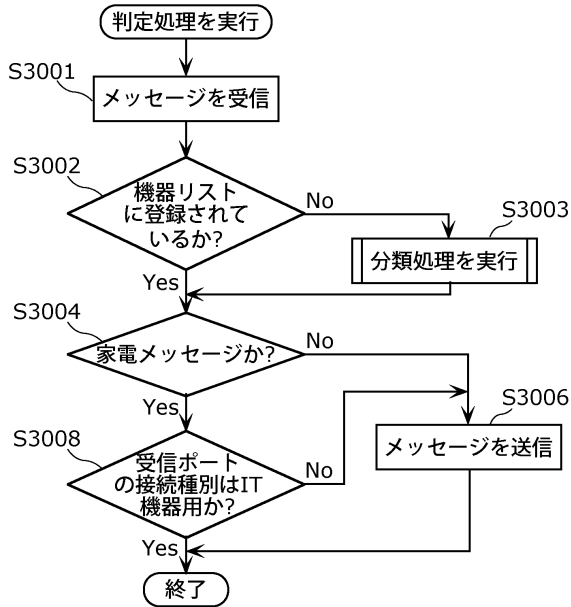 判定処理を実行
S3001
メッセージを受信
S3002
機器リスト
に登録されて
いるか?
No
S3003
分類処理を実行
Yes
S3004
家電メッセージか?
No
Yes
S3006
メッセージを送信
S3008
受信ポート
の接続種別はIT
機器用か?
No
Yes
終了